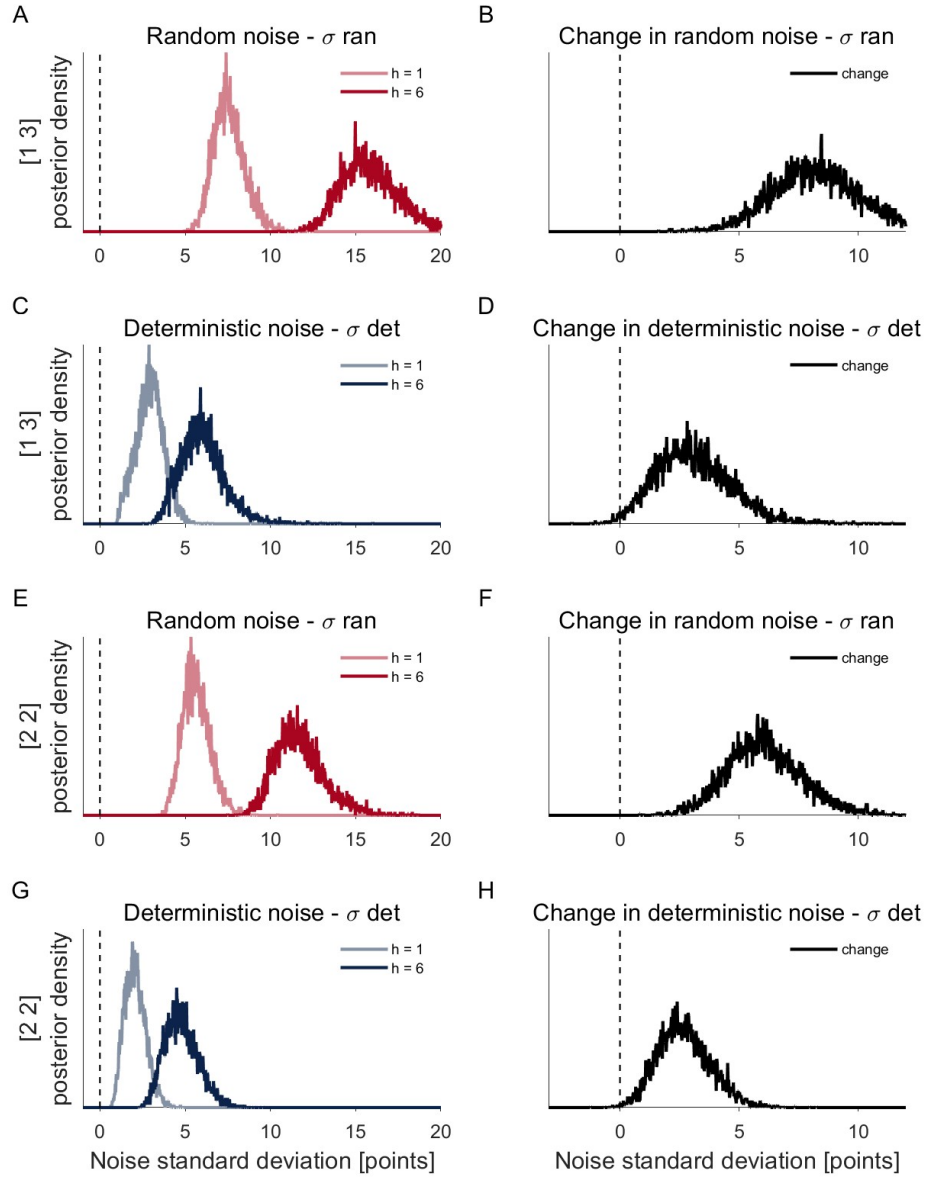 A
Random noise - σ ran
h = 1
h = 6
[1 3]
posterior density
0 5 10 15 20
B
Change in random noise - σ ran
change
0 5 10
C
Deterministic noise - σ det
h = 1
h = 6
[1 3]
posterior density
0 5 10 15 20
D
Change in deterministic noise - σ det
change
0 5 10
E
Random noise - σ ran
h = 1
h = 6
[2 2]
posterior density
0 5 10 15 20
F
Change in random noise - σ ran
change
0 5 10
G
Deterministic noise - σ det
h = 1
h = 6
[2 2]
posterior density
0 5 10 15 20
Noise standard deviation [points]
H
Change in deterministic noise - σ det
change
0 5 10
Noise standard deviation [points]